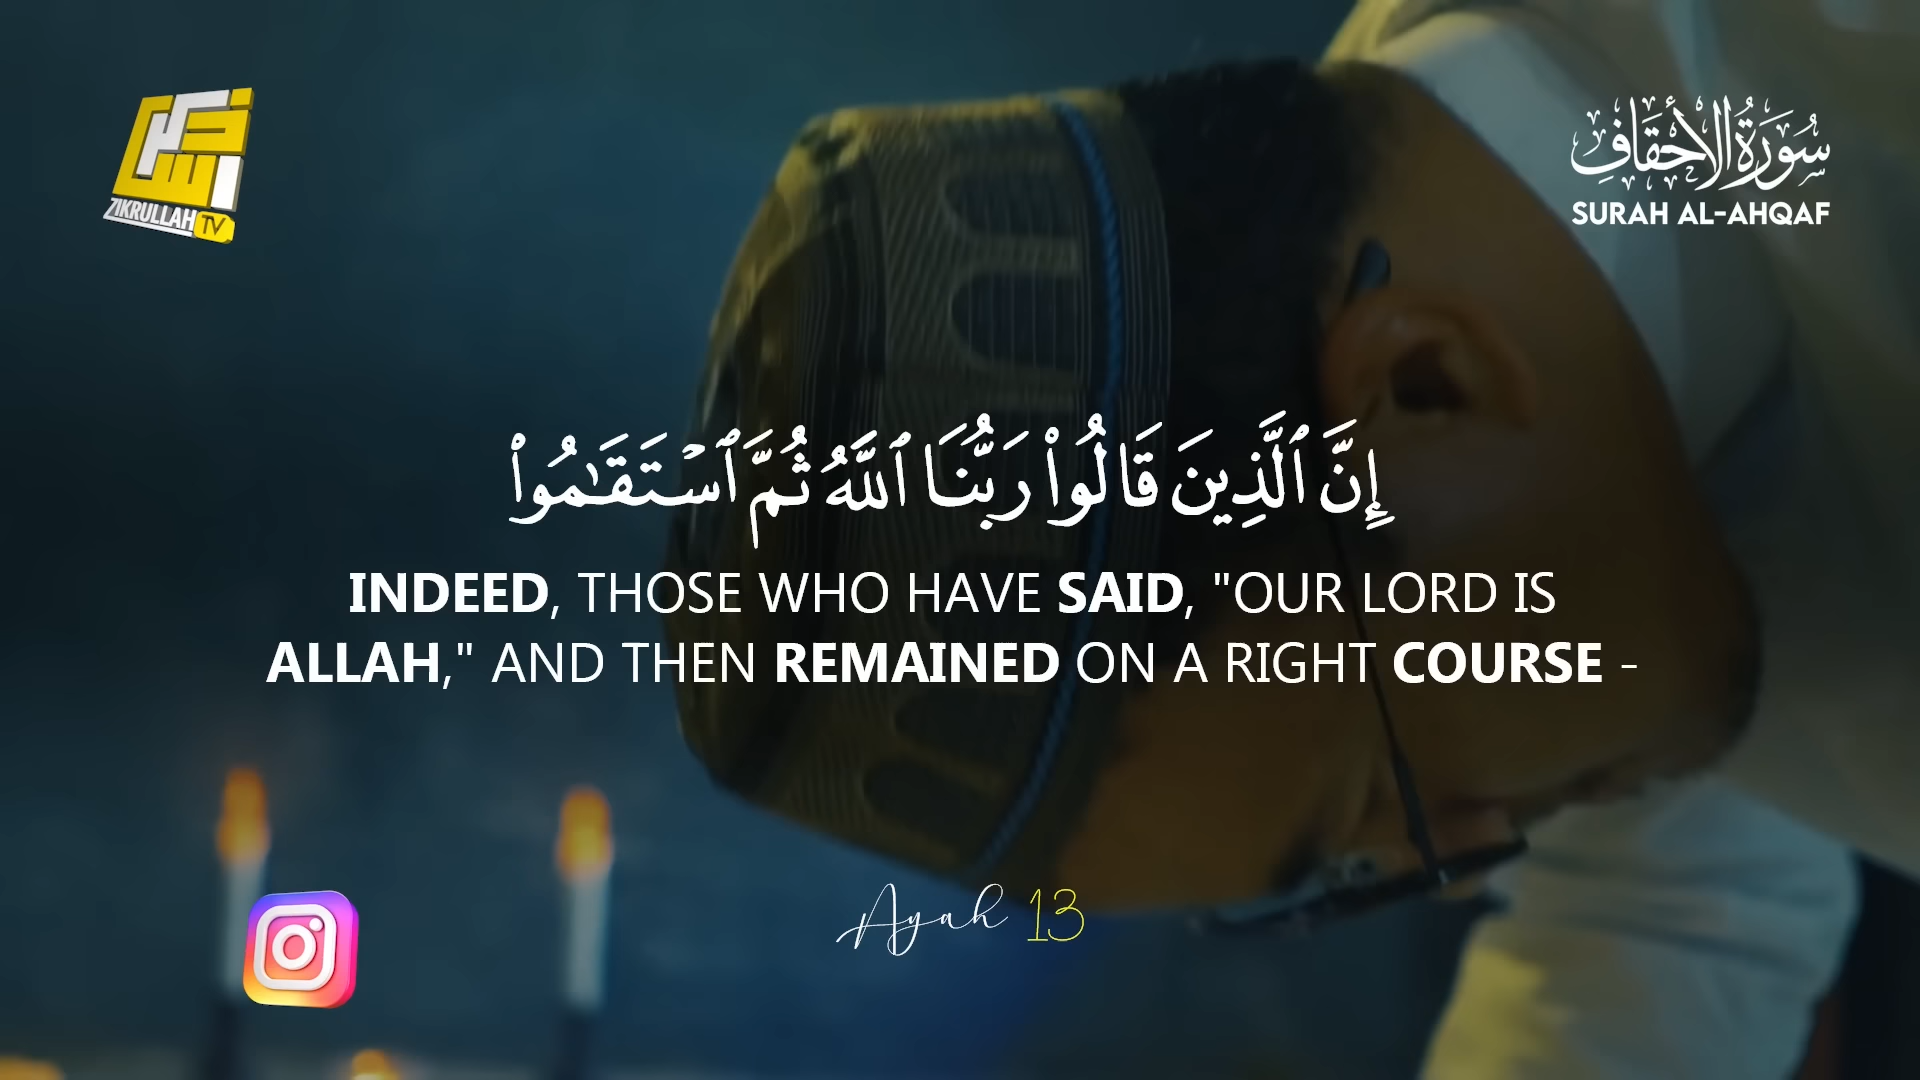 ZIKRULLAH TV
سُورَةُ الأَحْقَافِ
SURAH AL-AHQAF
إِنَّ ٱلَّذِينَ قَالُوا۟ رَبُّنَا ٱللَّهُ ثُمَّ ٱسْتَقَـٰمُوا۟
INDEED, THOSE WHO HAVE SAID, "OUR LORD IS
ALLAH," AND THEN REMAINED ON A RIGHT COURSE -
Ayah 13